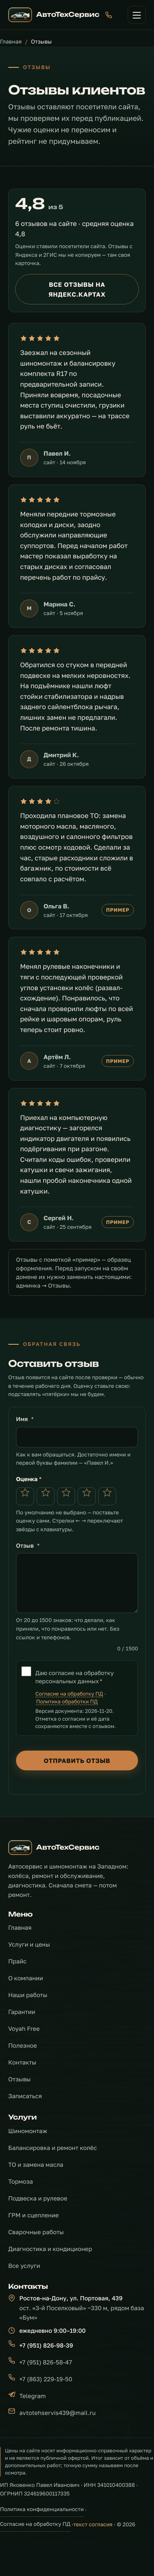 АвтоТехСервис
Главная / Отзывы
ОТЗЫВЫ
Отзывы клиентов
Отзывы оставляют посетители сайта,
мы проверяем их перед публикацией.
Чужие оценки не переносим и
рейтинг не придумываем.
4,8 из 5
6 отзывов на сайте · средняя оценка
4,8
Оценки ставили посетители сайта. Отзывы с
Яндекса и 2ГИС мы не копируем — там своя
карточка.
ВСЕ ОТЗЫВЫ НА
ЯНДЕКС.КАРТАХ
Заезжал на сезонный
шиномонтаж и балансировку
комплекта R17 по
предварительной записи.
Приняли вовремя, посадочные
места ступиц очистили, грузики
выставили аккуратно — на трассе
руль не бьёт.
П
Павел И.
сайт · 14 ноября
Меняли передние тормозные
колодки и диски, заодно
обслужили направляющие
суппортов. Перед началом работ
мастер показал выработку на
старых дисках и согласовал
перечень работ по прайсу.
М
Марина С.
сайт · 5 ноября
Обратился со стуком в передней
подвеске на мелких неровностях.
На подъёмнике нашли люфт
стойки стабилизатора и надрыв
заднего сайлентблока рычага,
лишних замен не предлагали.
После ремонта тишина.
Д
Дмитрий К.
сайт · 26 октября
Проходила плановое ТО: замена
моторного масла, масляного,
воздушного и салонного фильтров
плюс осмотр ходовой. Сделали за
час, старые расходники сложили в
багажник, по стоимости всё
совпало с расчётом.
О
Ольга В.
сайт · 17 октября
ПРИМЕР
Менял рулевые наконечники и
тяги с последующей проверкой
углов установки колёс (развал-
схождение). Понравилось, что
сначала проверили люфты по всей
рейке и шаровым опорам, руль
теперь стоит ровно.
А
Артём Л.
сайт · 7 октября
ПРИМЕР
Приехал на компьютерную
диагностику — загорелся
индикатор двигателя и появились
подёргивания при разгоне.
Считали коды ошибок, проверили
катушки и свечи зажигания,
нашли пробой наконечника одной
катушки.
С
Сергей Н.
сайт · 25 сентября
ПРИМЕР
Отзывы с пометкой «пример» — образец
оформления. Перед запуском на своём
домене их нужно заменить настоящими:
админка → Отзывы.
ОБРАТНАЯ СВЯЗЬ
Оставить отзыв
Отзыв появится на сайте после проверки — обычно
в течение рабочего дня. Оценку ставьте свою:
подставлять «пятёрки» мы не будем.
Имя *
Как к вам обращаться. Достаточно имени и
первой буквы фамилии — «Павел И.»
Оценка *
По умолчанию не выбрано — поставьте
оценку сами. Стрелки ← → переключают
звёзды с клавиатуры.
Отзыв *
От 20 до 1500 знаков: что делали, как
приняли, что понравилось или нет. Без
ссылок и телефонов.
0 / 1500
Даю согласие на обработку
персональных данных *
Согласие на обработку ПД ·
Политика обработки ПД
Версия документа: 2026-11-20.
Отметка о согласии и её дата
сохраняются вместе с отзывом.
ОТПРАВИТЬ ОТЗЫВ
АвтоТехСервис
Автосервис и шиномонтаж на Западном:
колёса, ремонт и обслуживание,
диагностика. Сначала смета — потом
ремонт.
Меню
Главная
Услуги и цены
Прайс
О компании
Наши работы
Гарантии
Voyah Free
Полезное
Контакты
Отзывы
Записаться
Услуги
Шиномонтаж
Балансировка и ремонт колёс
ТО и замена масла
Тормоза
Подвеска и рулевое
ГРМ и сцепление
Сварочные работы
Диагностика и кондиционер
Все услуги
Контакты
Ростов-на-Дону, ул. Портовая, 439
ост. «3-й Поселковый» ~330 м, рядом база
«Бум»
ежедневно 9:00–19:00
+7 (951) 826-98-39
+7 (951) 826-58-47
+7 (863) 229-19-50
Telegram
avtotehservis439@mail.ru
Цены на сайте носят информационно-справочный характер
и не являются публичной офертой. Итог зависит от объёма и
дополнительных работ; точную сумму называем после
осмотра.
ИП Яковенко Павел Иванович · ИНН 341010400388 ·
ОГРНИП 324619600117335
Политика конфиденциальности ·
Согласие на обработку ПД · текст согласия · © 2026